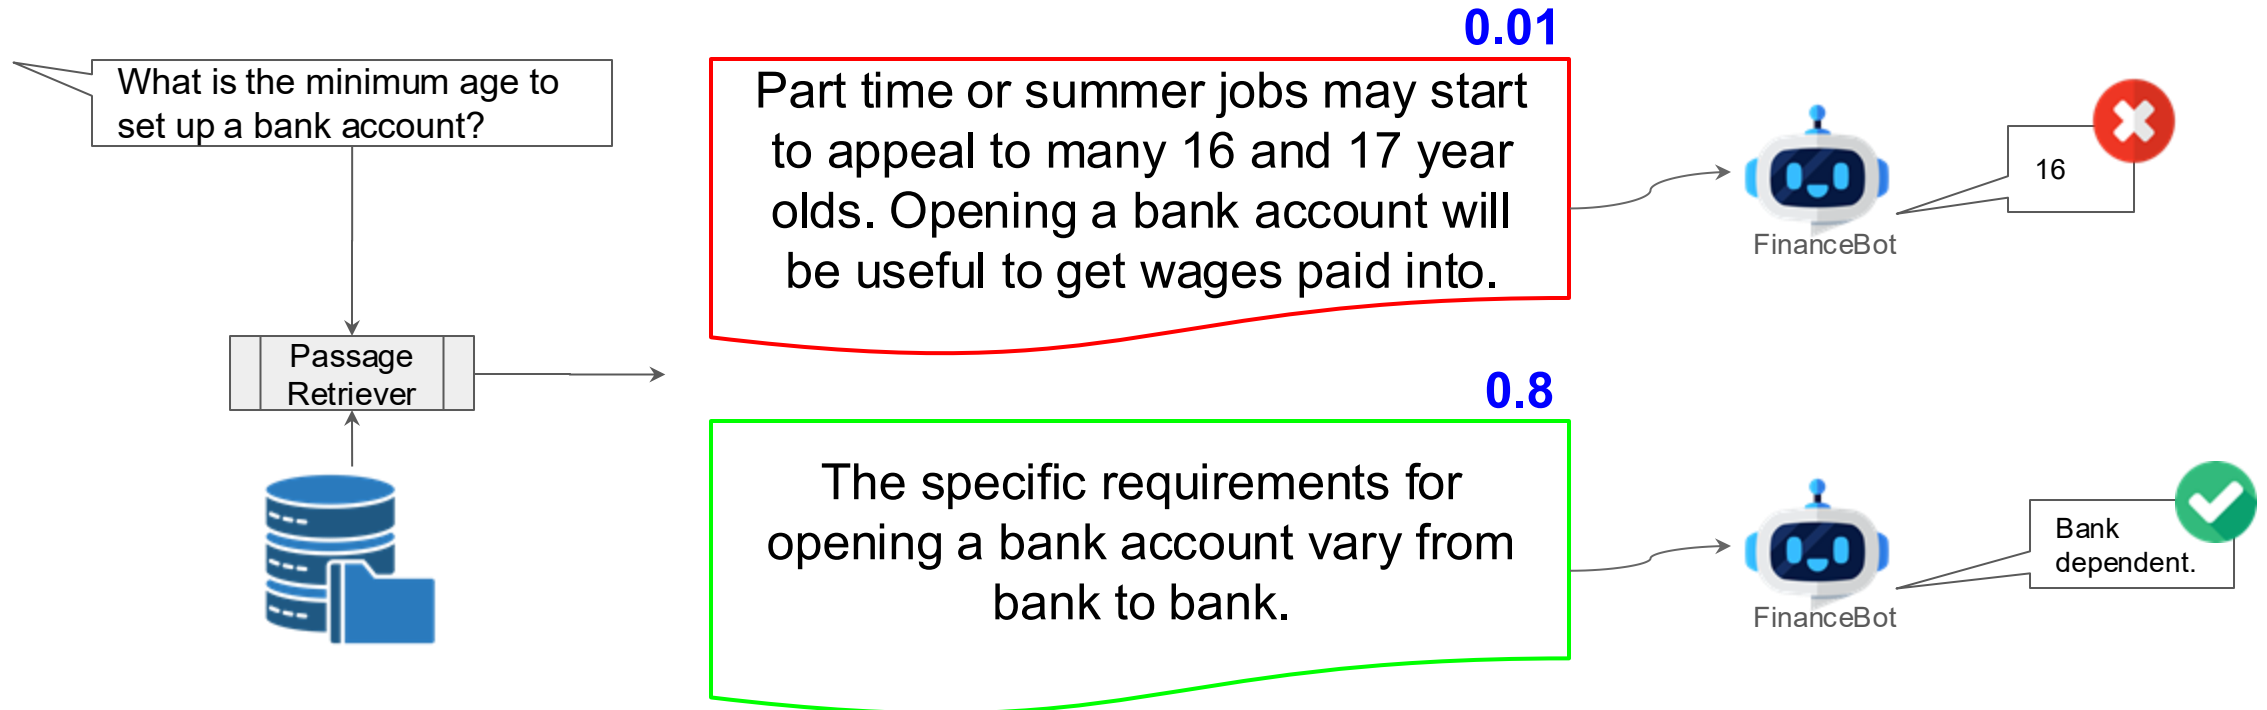 What is the minimum age to
set up a bank account?
Passage
Retriever
0.01
Part time or summer jobs may start
to appeal to many 16 and 17 year
olds. Opening a bank account will
be useful to get wages paid into.
FinanceBot
16
0.8
The specific requirements for
opening a bank account vary from
bank to bank.
FinanceBot
Bank
dependent.